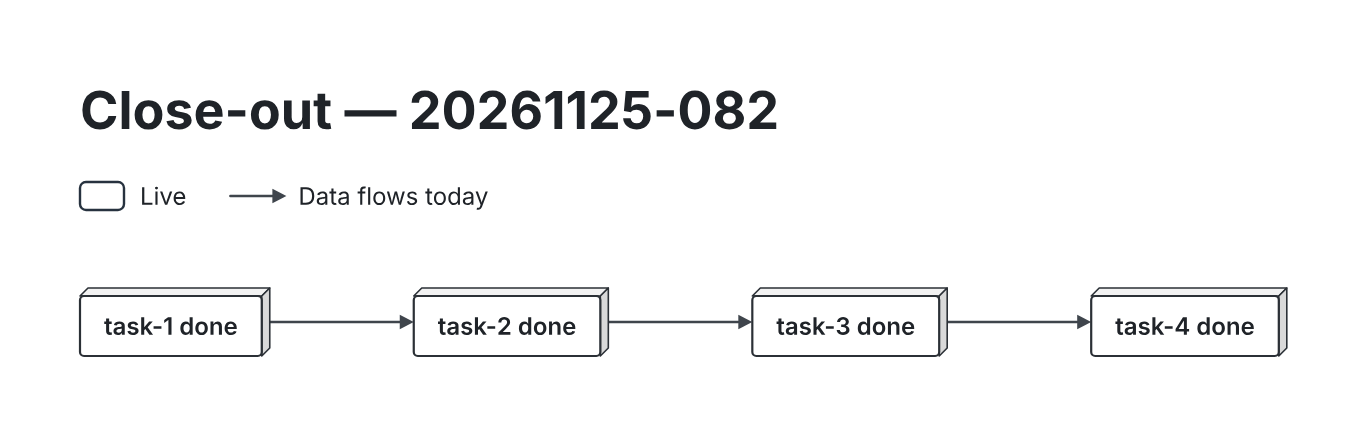 Close-out — 20261125-082
Live Data flows today
task-1 done task-2 done task-3 done task-4 done